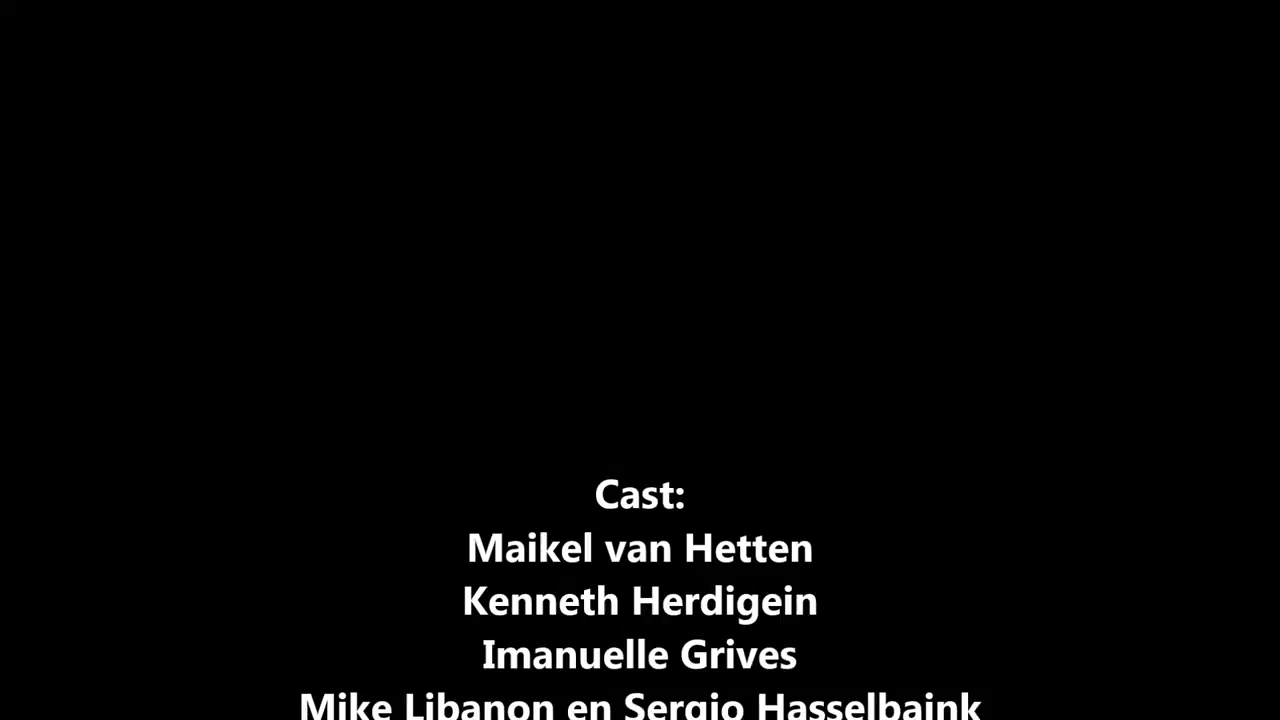 Cast:
Maikel van Hetten
Kenneth Herdigein
Imanuelle Grives
Mike Libanon en Sergio Hasselbaink